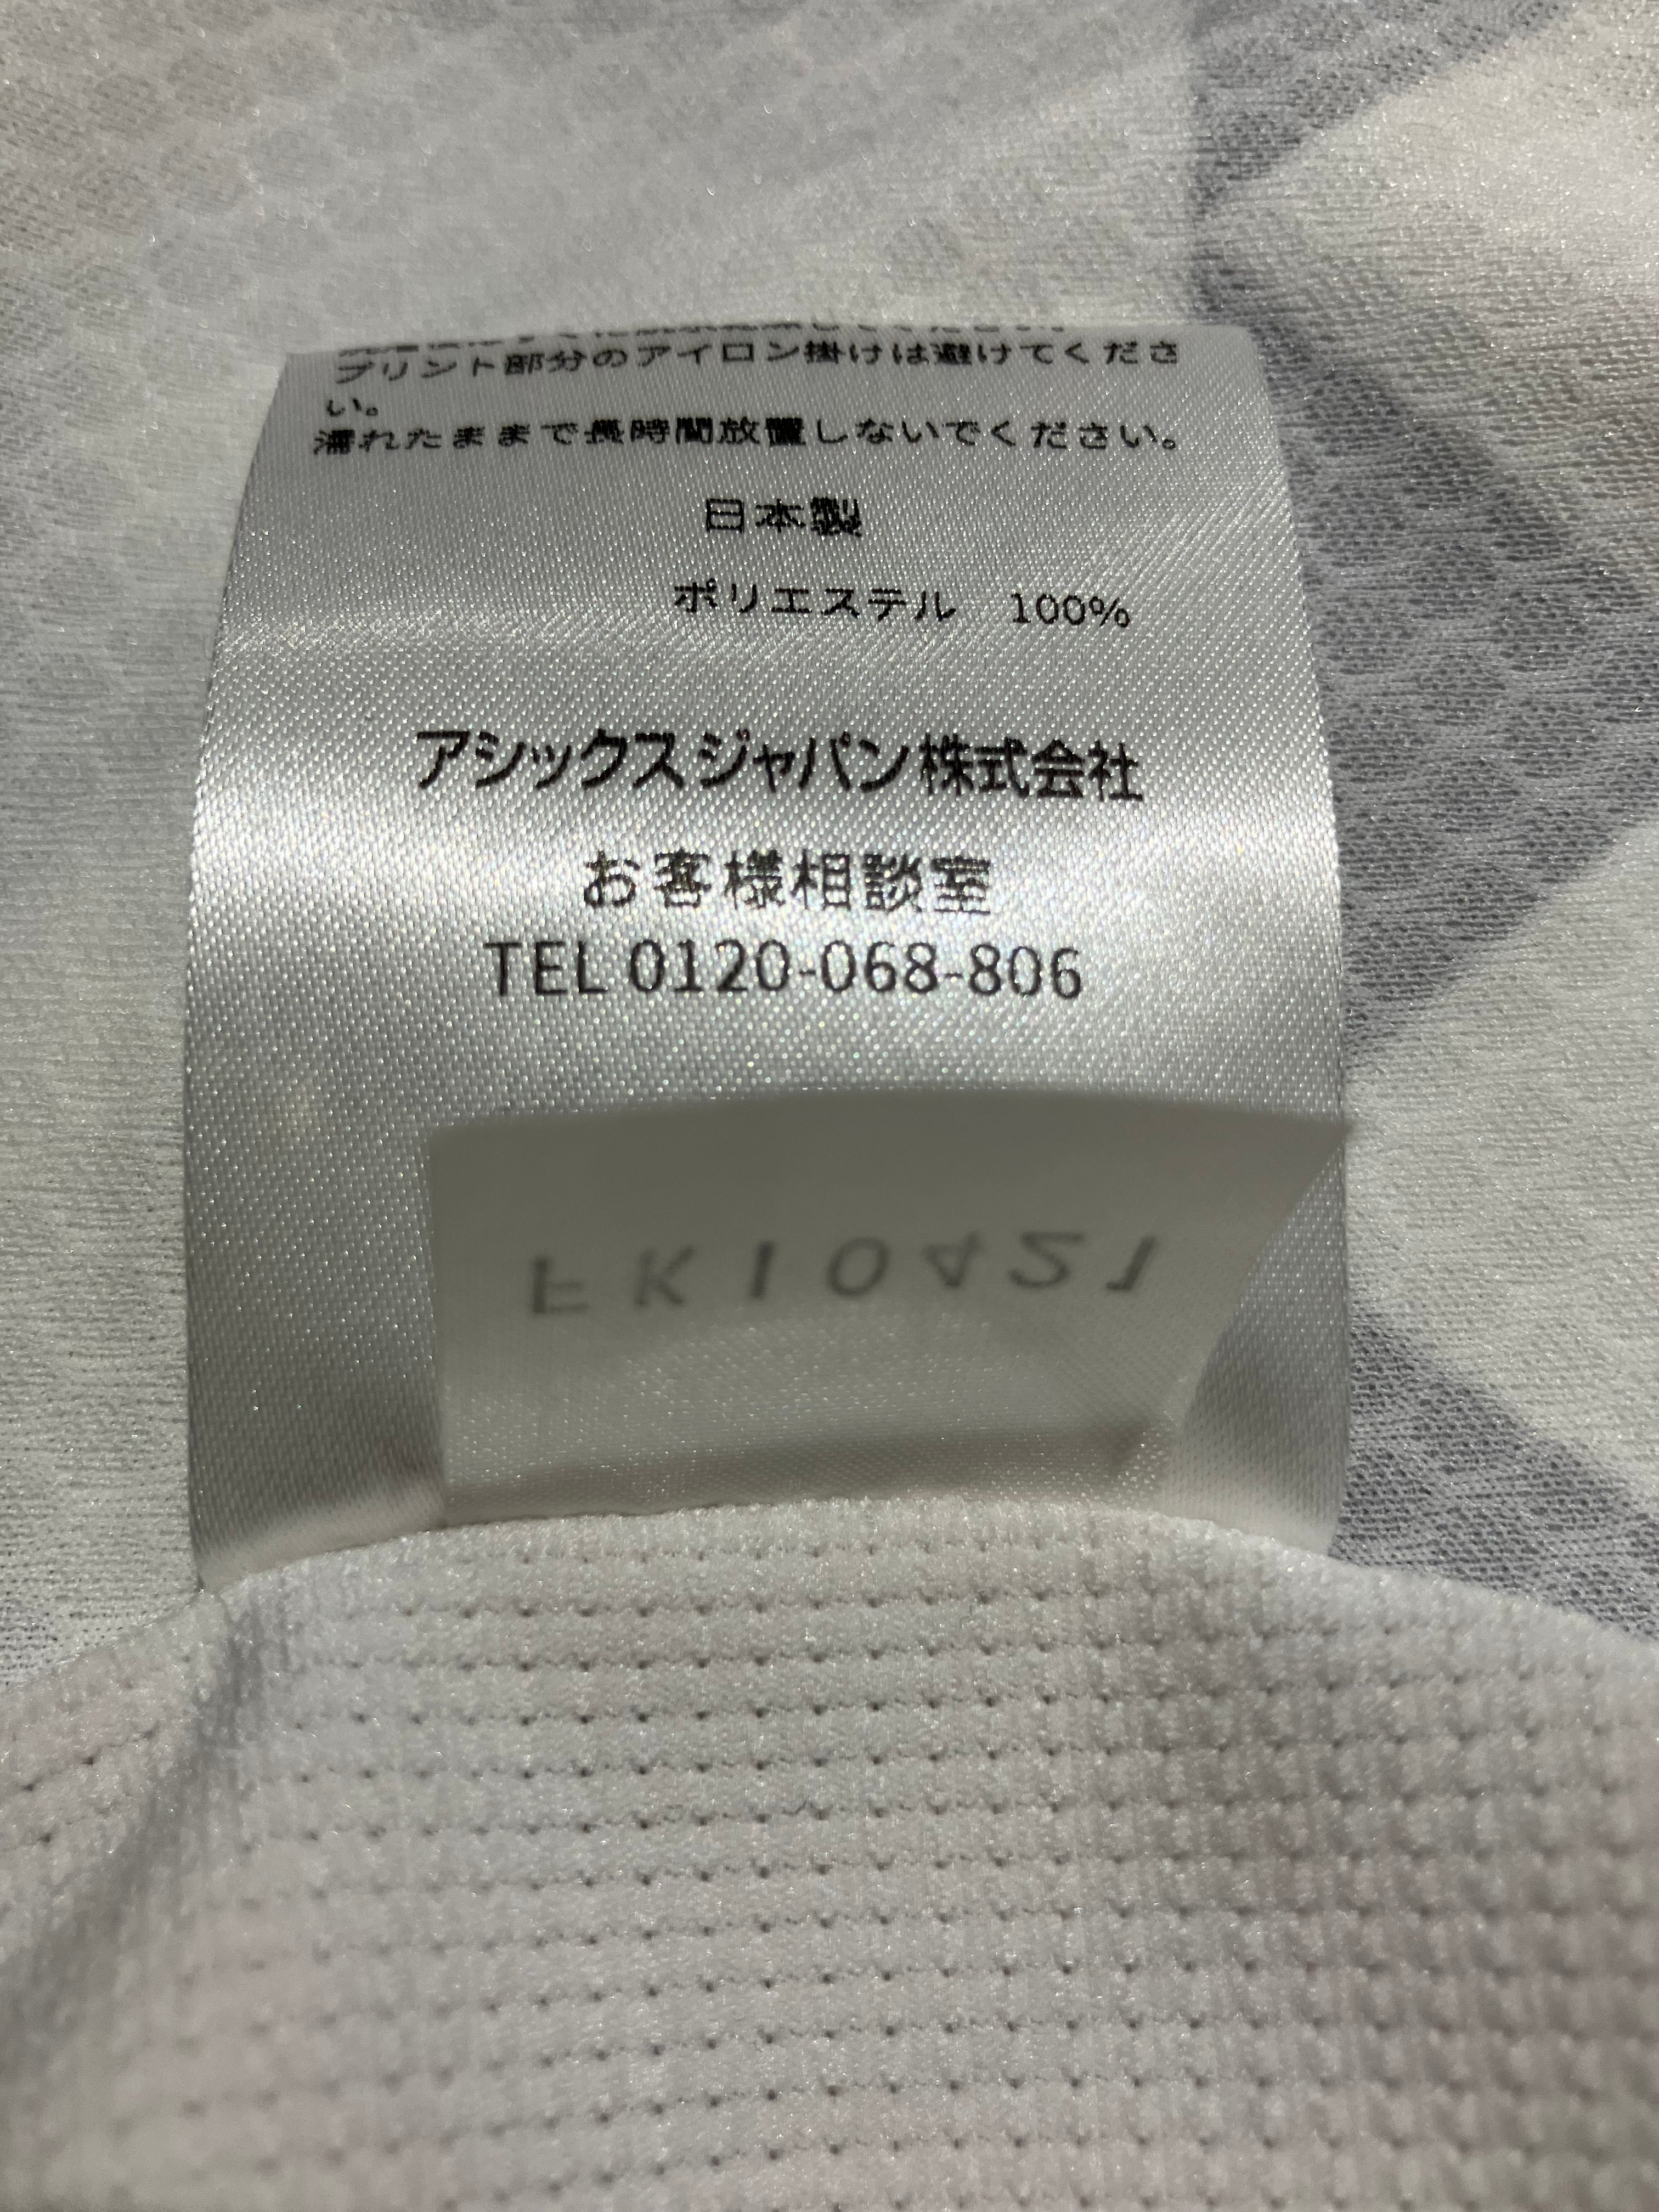 プリント部分のアイロン掛けは避けてくださ
い。
濡れたままで長時間放置しないでください。
日本製
ポリエステル 100%
アシックスジャパン株式会社
お客様相談室
TEL 0120-068-806
FK10421